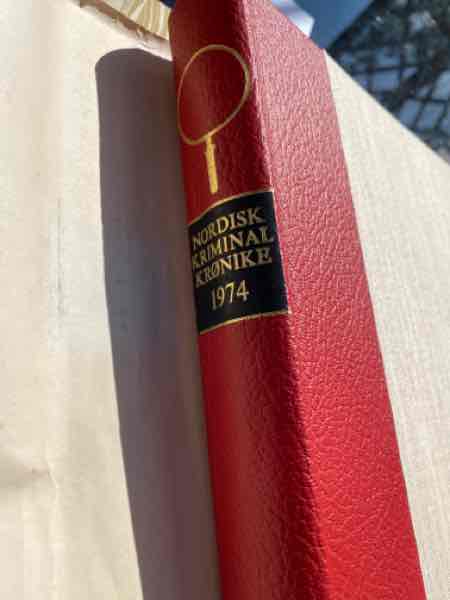 NORDISK
KRIMINAL
KRØNIKE
1974